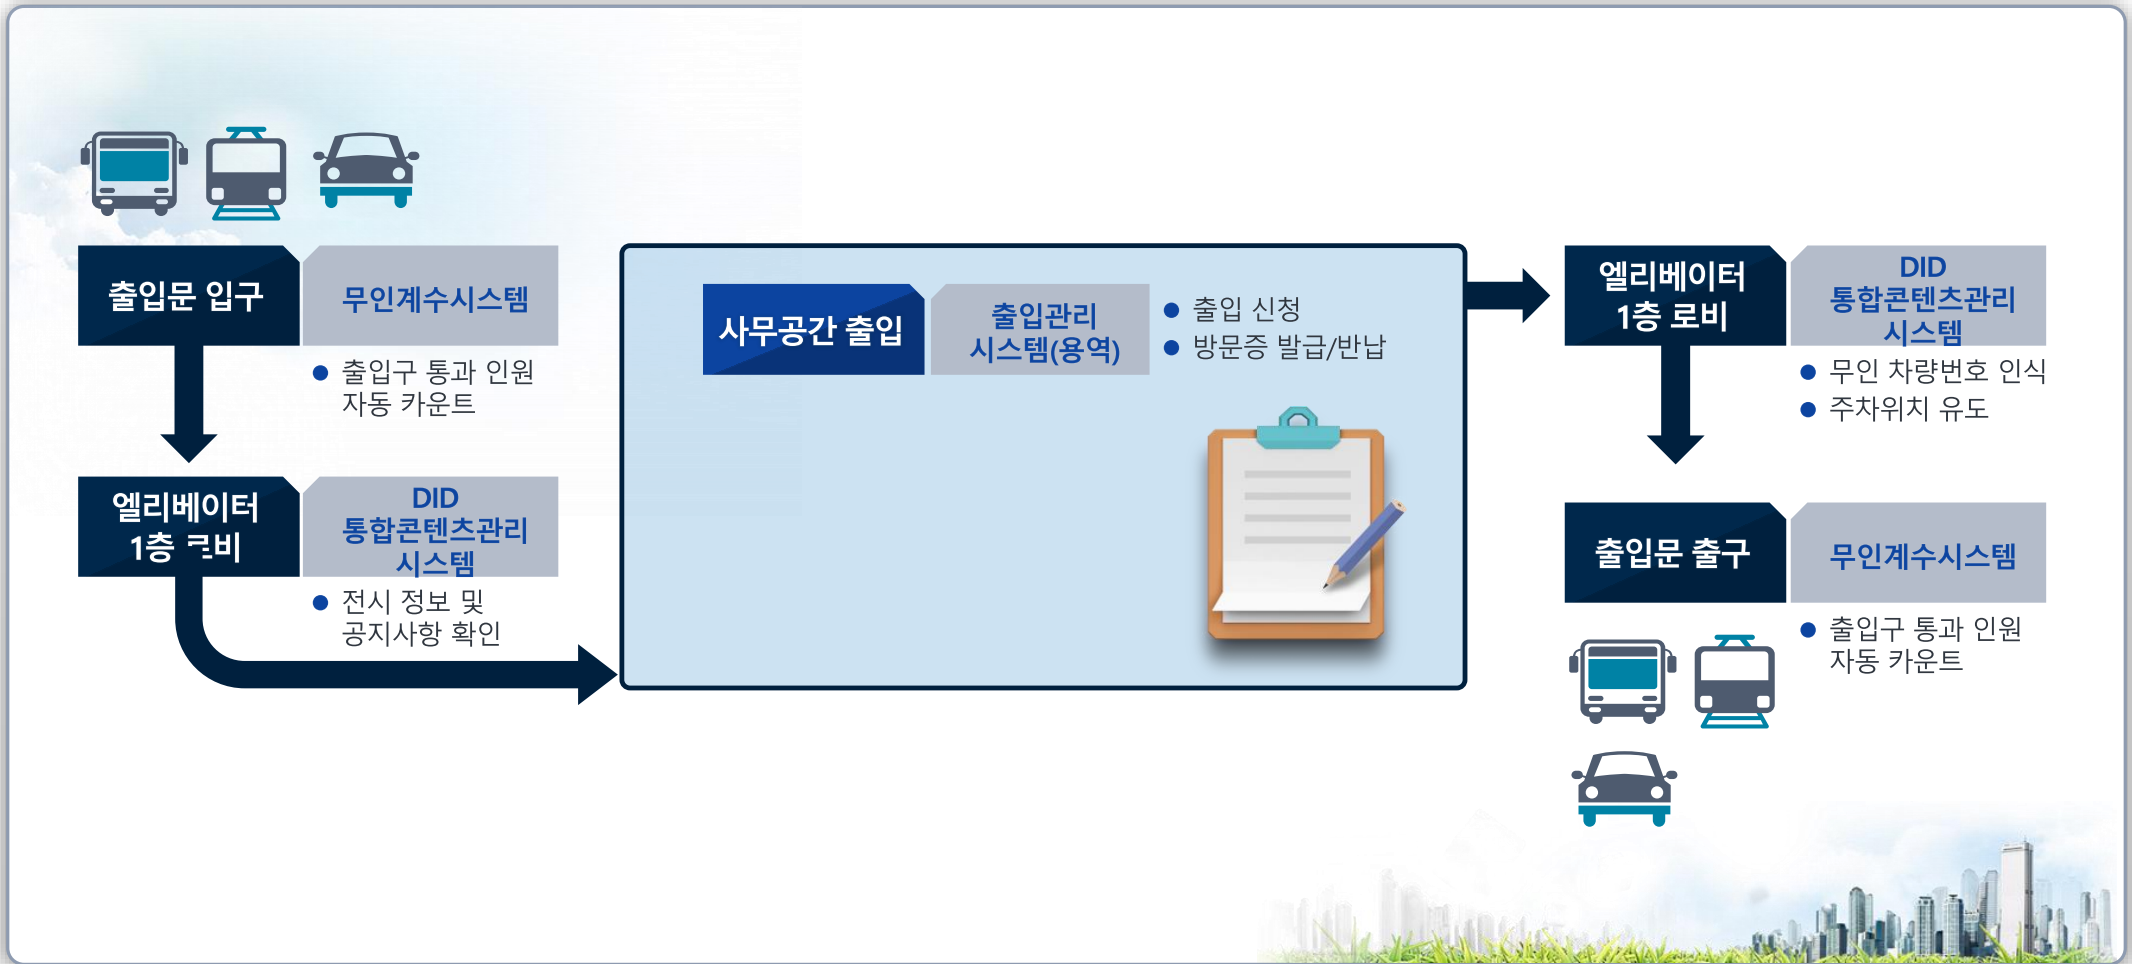 출입문 입구
무인계수시스템
출입구 통과 인원
자동 카운트
엘리베이터
1층 로비
DID
통합콘텐츠관리
시스템
전시 정보 및
공지사항 확인
사무공간 출입
출입관리
시스템(용역)
출입 신청
방문증 발급/반납
엘리베이터
1층 로비
DID
통합콘텐츠관리
시스템
무인 차량번호 인식
주차위치 유도
출입문 출구
무인계수시스템
출입구 통과 인원
자동 카운트